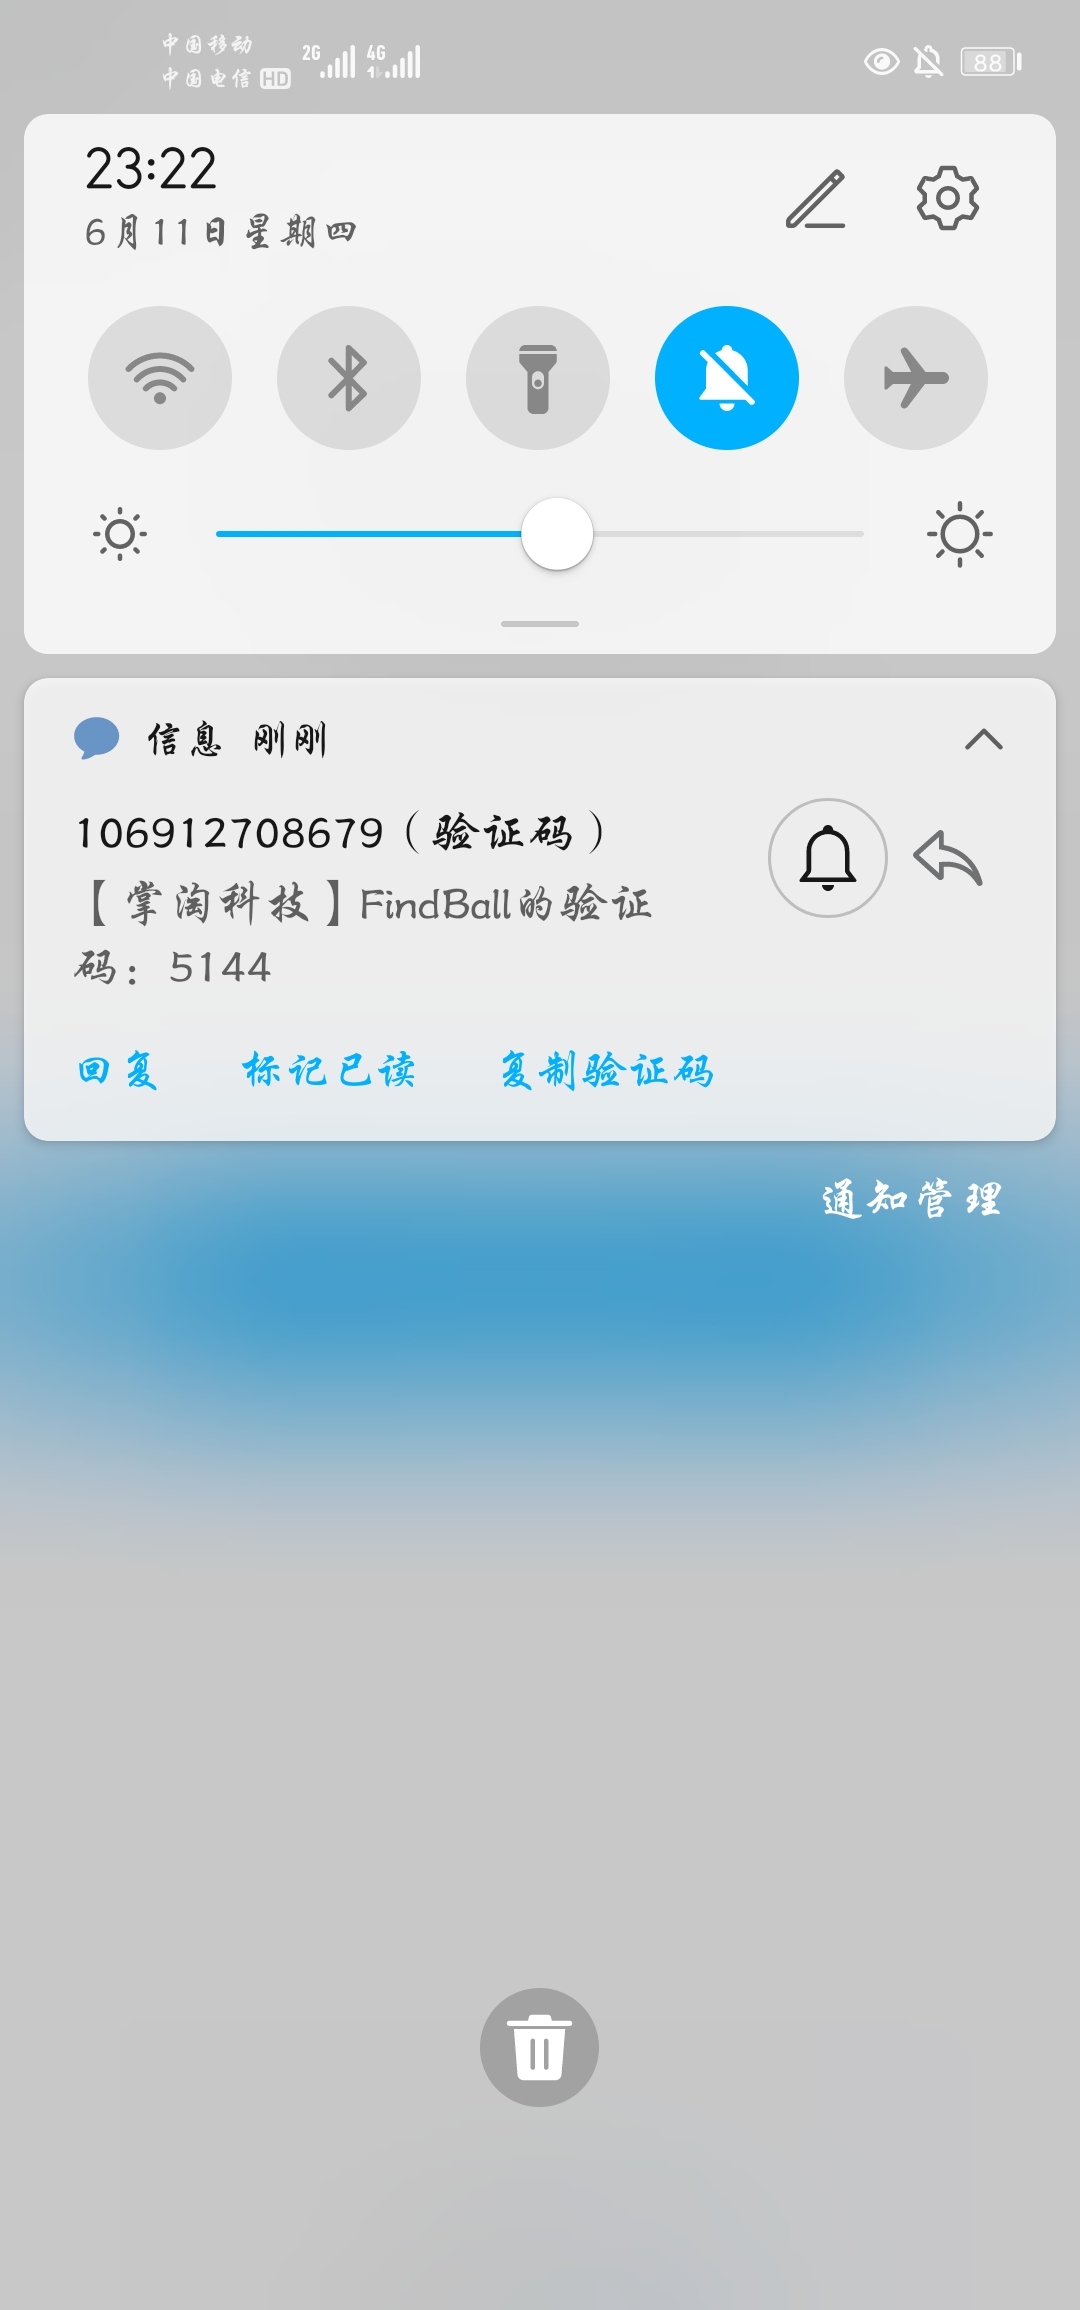 中国移动
中国电信 HD
2G 4G
88
23:22
6月11日星期四
信息 刚刚
106912708679（验证码）
【掌淘科技】FindBall的验证
码：5144
回复 标记已读 复制验证码
通知管理